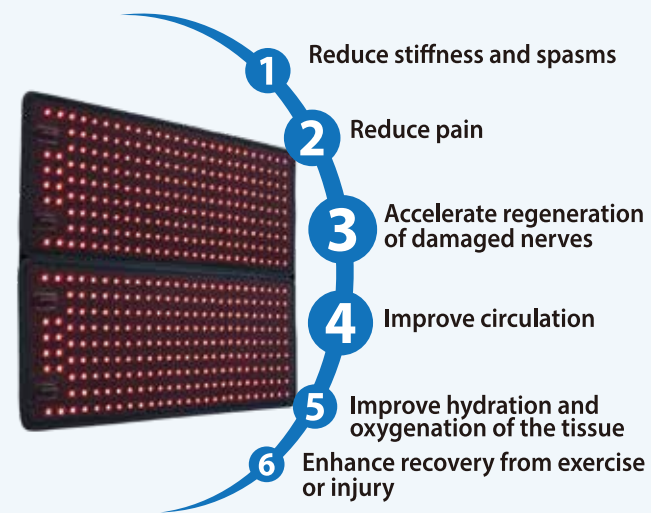 1 Reduce stiffness and spasms
2 Reduce pain
3 Accelerate regeneration
of damaged nerves
4 Improve circulation
5 Improve hydration and
oxygenation of the tissue
6 Enhance recovery from exercise
or injury